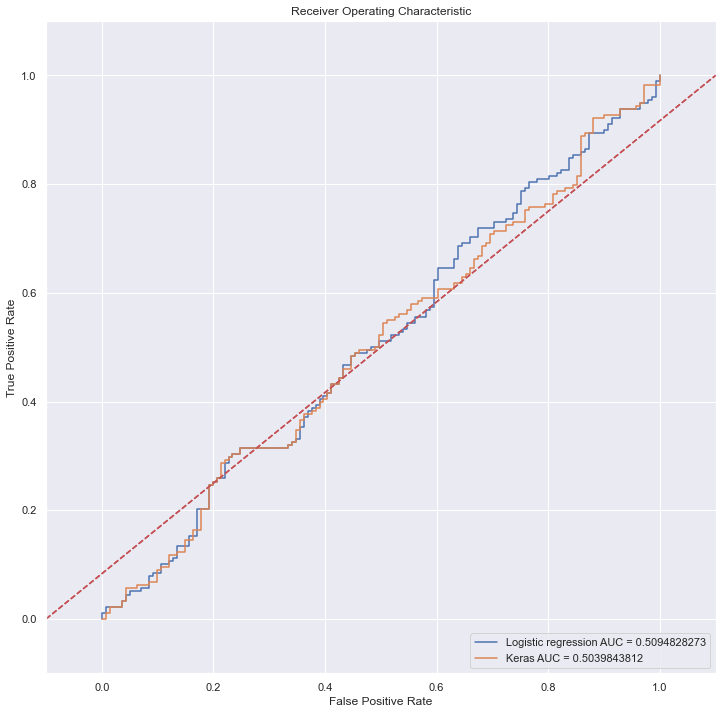 Receiver Operating Characteristic
True Positive Rate
1.0
0.8
0.6
0.4
0.2
0.0
Logistic regression AUC = 0.5094828273
Keras AUC = 0.5039843812
0.0 0.2 0.4 0.6 0.8 1.0
False Positive Rate